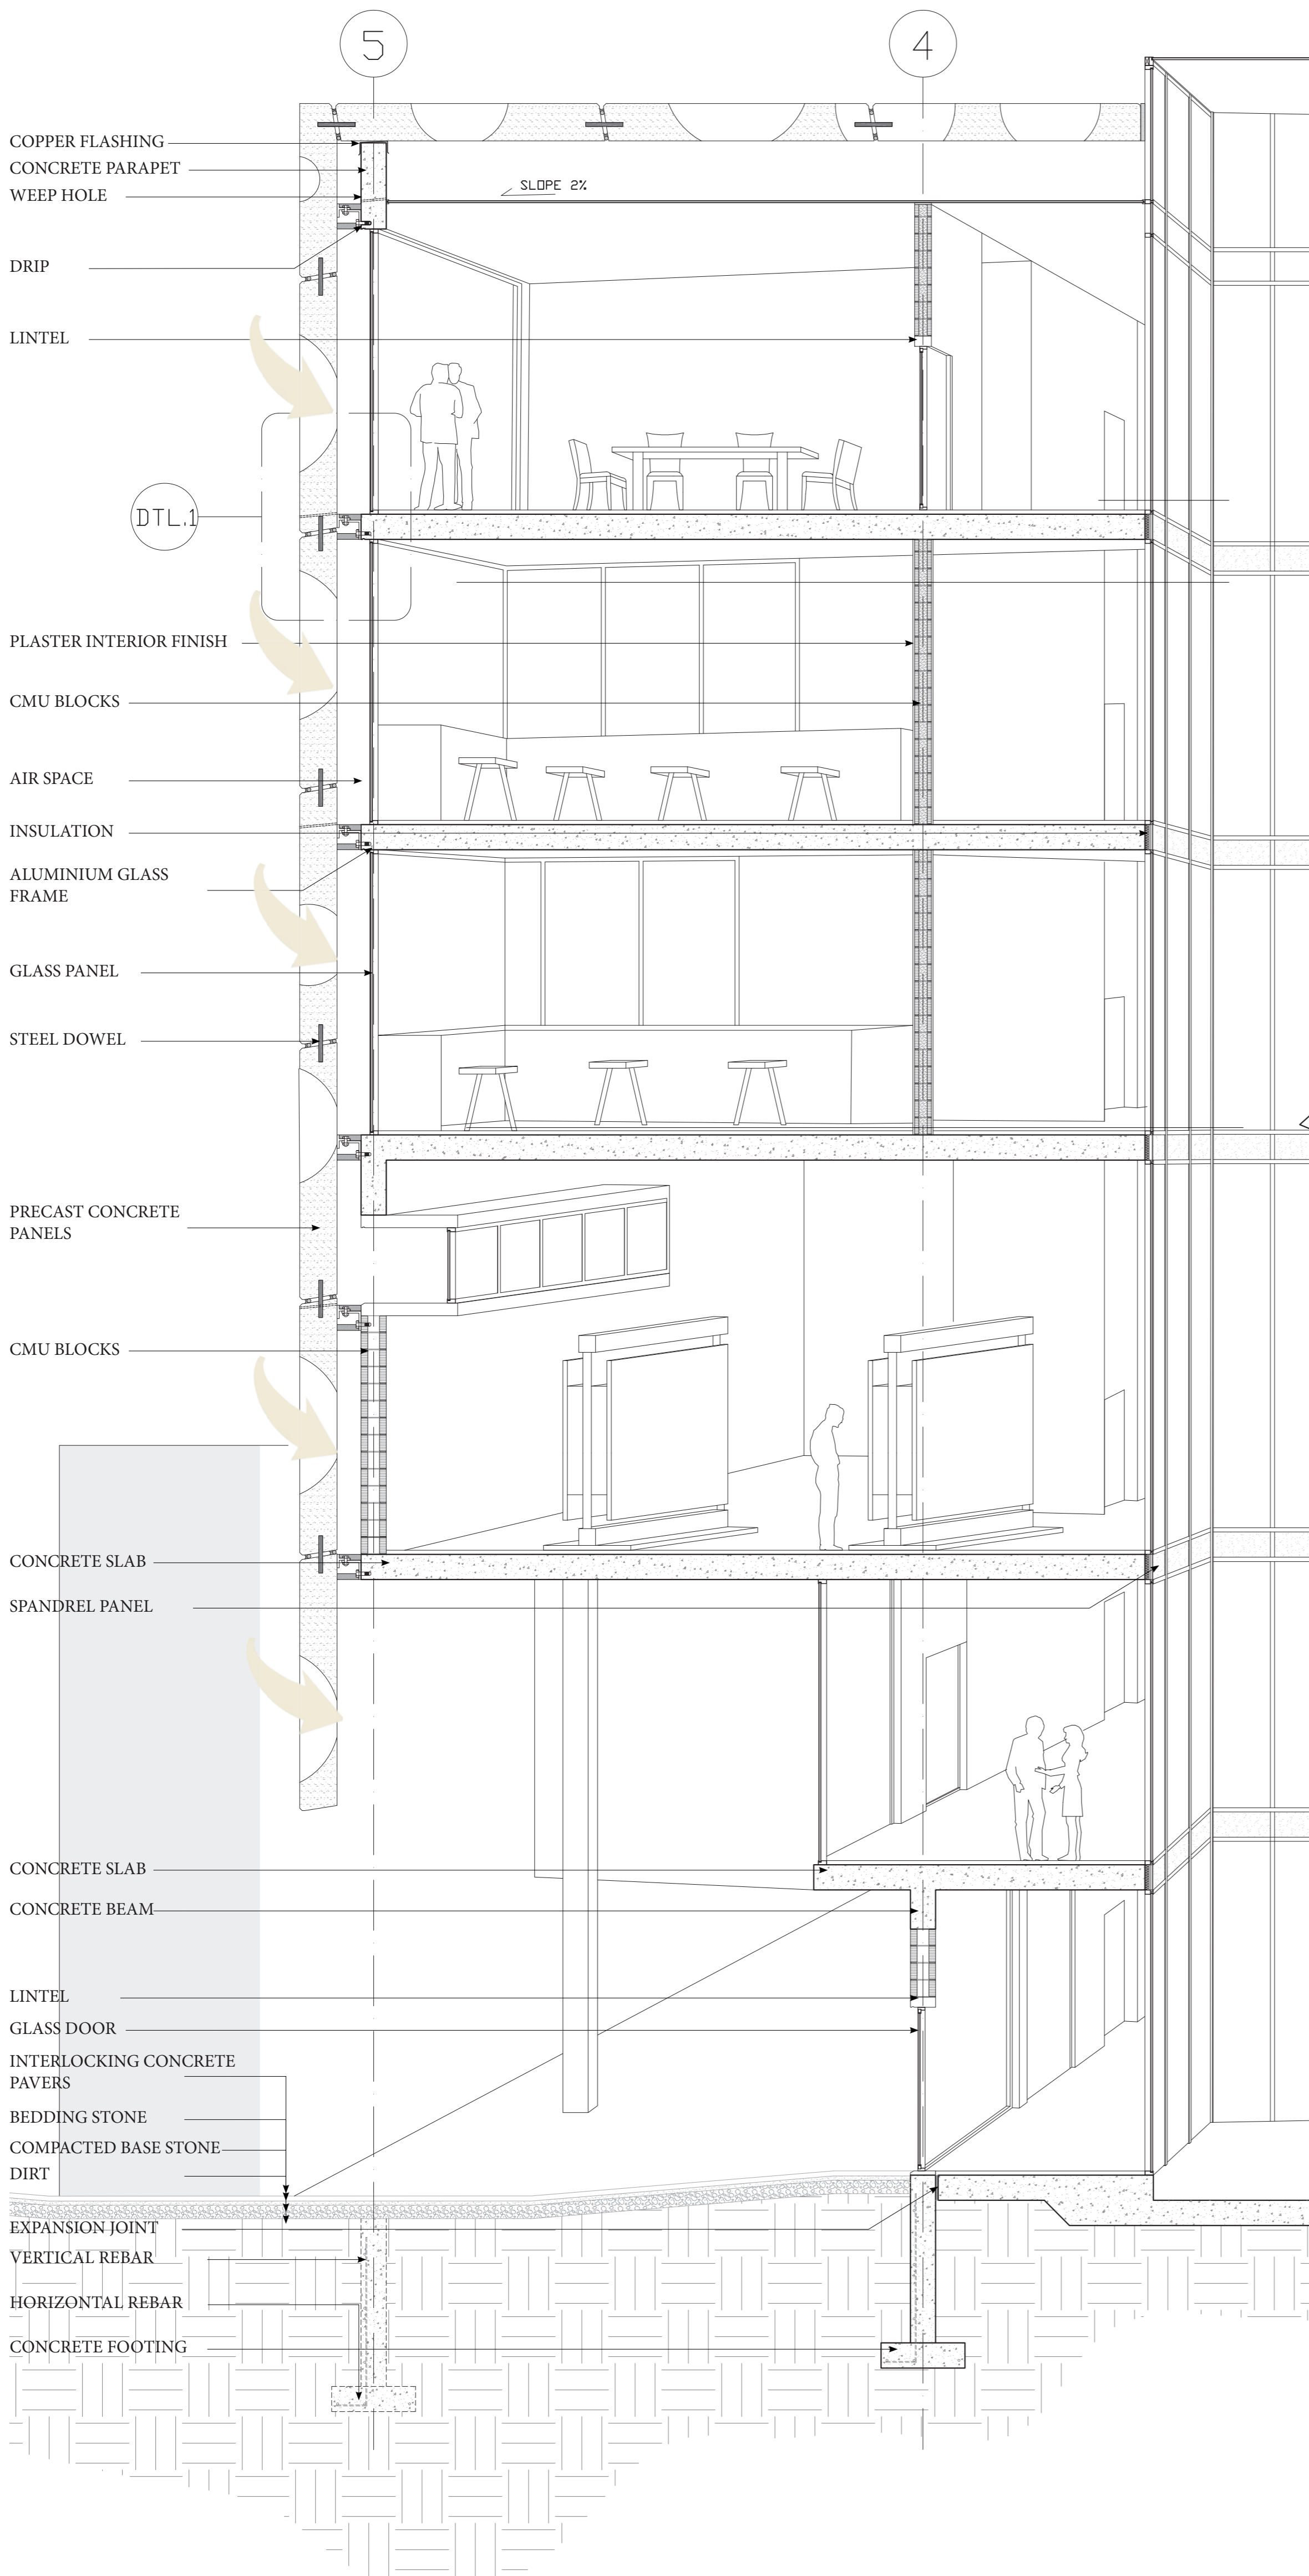 5
4
COPPER FLASHING
CONCRETE PARAPET
WEEP HOLE
SLOPE 2%
DRIP
LINTEL
DTL.1
PLASTER INTERIOR FINISH
CMU BLOCKS
AIR SPACE
INSULATION
ALUMINIUM GLASS
FRAME
GLASS PANEL
STEEL DOWEL
PRECAST CONCRETE
PANELS
CMU BLOCKS
CONCRETE SLAB
SPANDREL PANEL
CONCRETE SLAB
CONCRETE BEAM
LINTEL
GLASS DOOR
INTERLOCKING CONCRETE
PAVERS
BEDDING STONE
COMPACTED BASE STONE
DIRT
EXPANSION JOINT
VERTICAL REBAR
HORIZONTAL REBAR
CONCRETE FOOTING